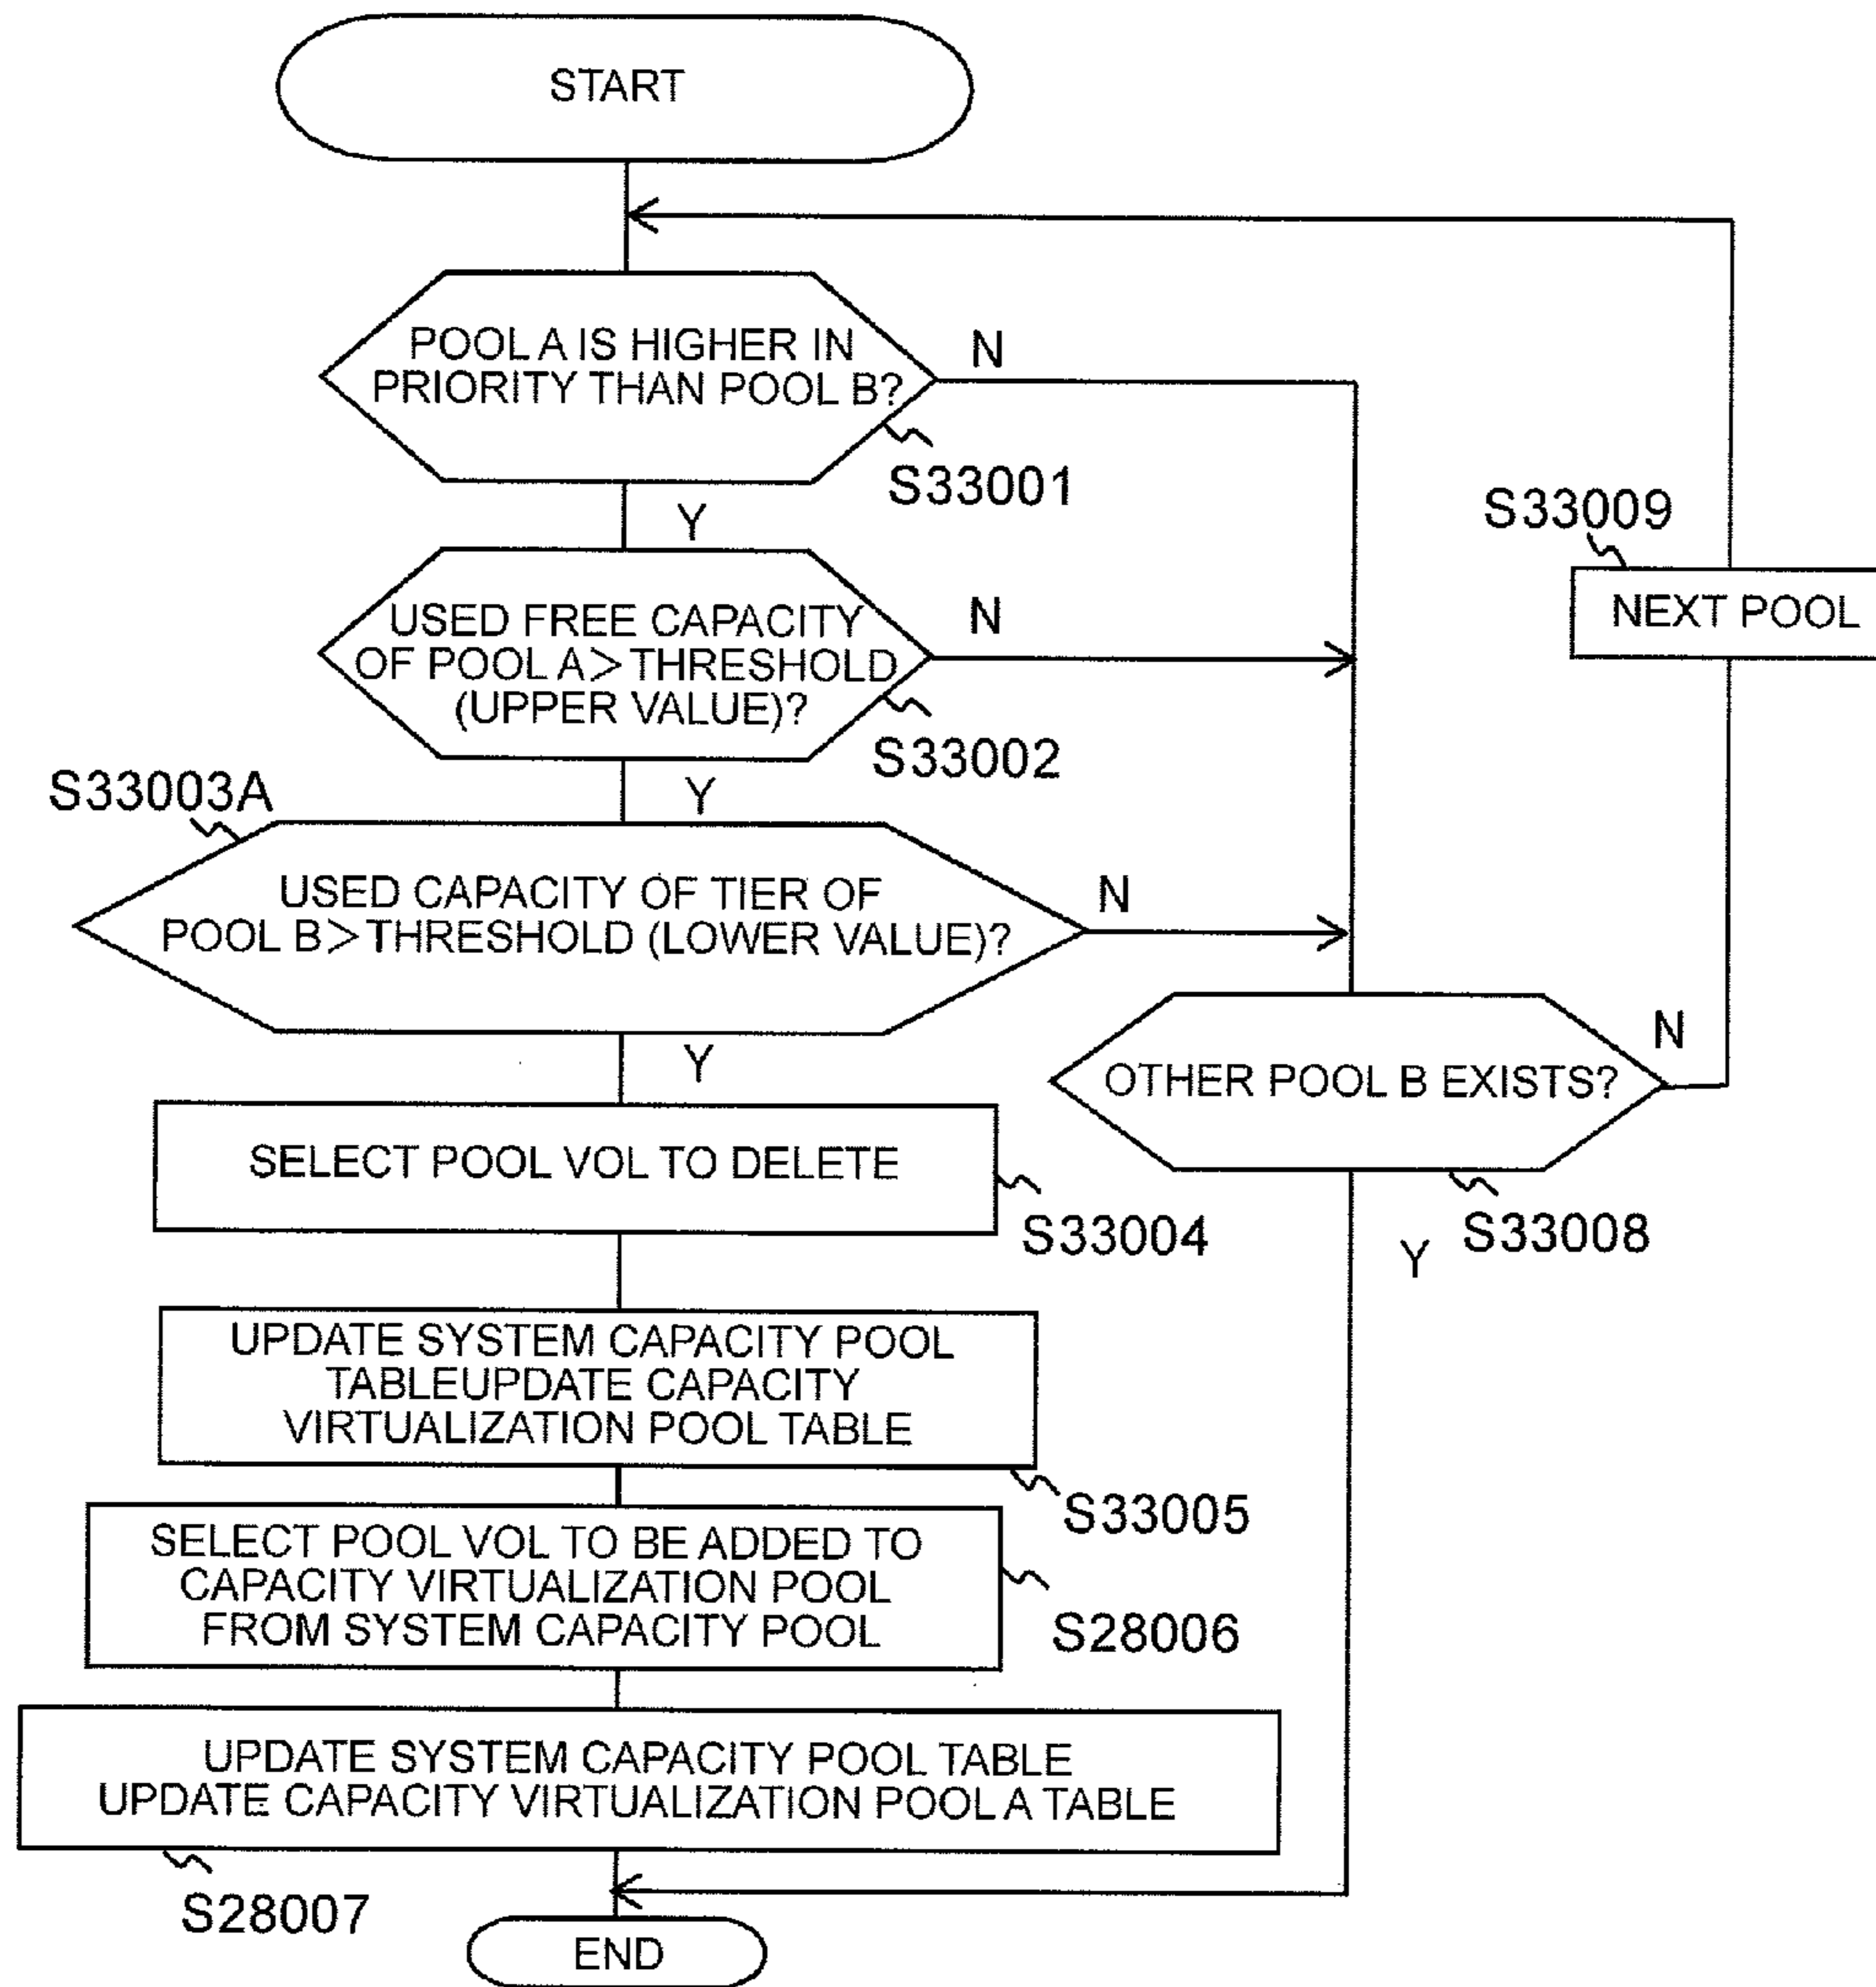 START
POOL A IS HIGHER IN
PRIORITY THAN POOL B?
N
S33001
Y
S33009
NEXT POOL
USED FREE CAPACITY
OF POOL A>THRESHOLD
(UPPER VALUE)?
N
S33002
Y
S33003A
USED CAPACITY OF TIER OF
POOL B>THRESHOLD (LOWER VALUE)?
N
Y
OTHER POOL B EXISTS?
N
S33008
Y
SELECT POOL VOL TO DELETE
S33004
UPDATE SYSTEM CAPACITY POOL
TABLEUPDATE CAPACITY
VIRTUALIZATION POOL TABLE
S33005
SELECT POOL VOL TO BE ADDED TO
CAPACITY VIRTUALIZATION POOL
FROM SYSTEM CAPACITY POOL
S28006
UPDATE SYSTEM CAPACITY POOL TABLE
UPDATE CAPACITY VIRTUALIZATION POOL A TABLE
S28007
END